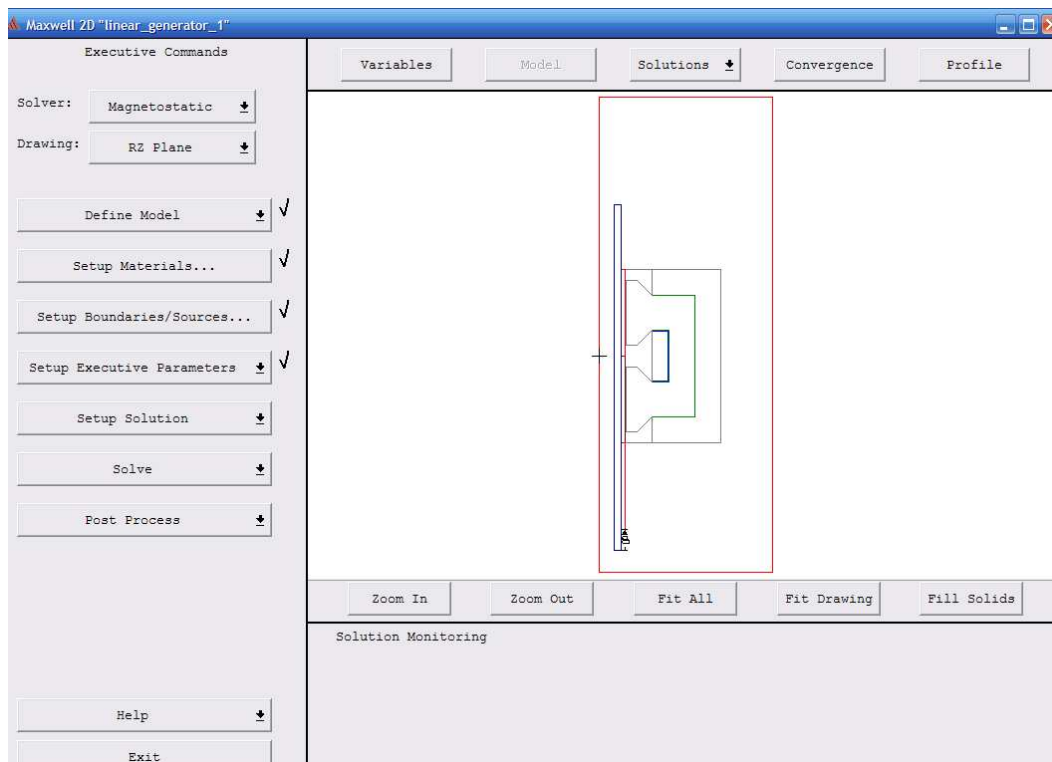 Maxwell 2D "linear_generator_1"
Executive Commands
Solver: Magnetostatic
Drawing: RZ Plane
Define Model
Setup Materials...
Setup Boundaries/Sources...
Setup Executive Parameters
Setup Solution
Solve
Post Process
Help
Exit
Variables Model Solutions Convergence Profile
Zoom In Zoom Out Fit All Fit Drawing Fill Solids
Solution Monitoring